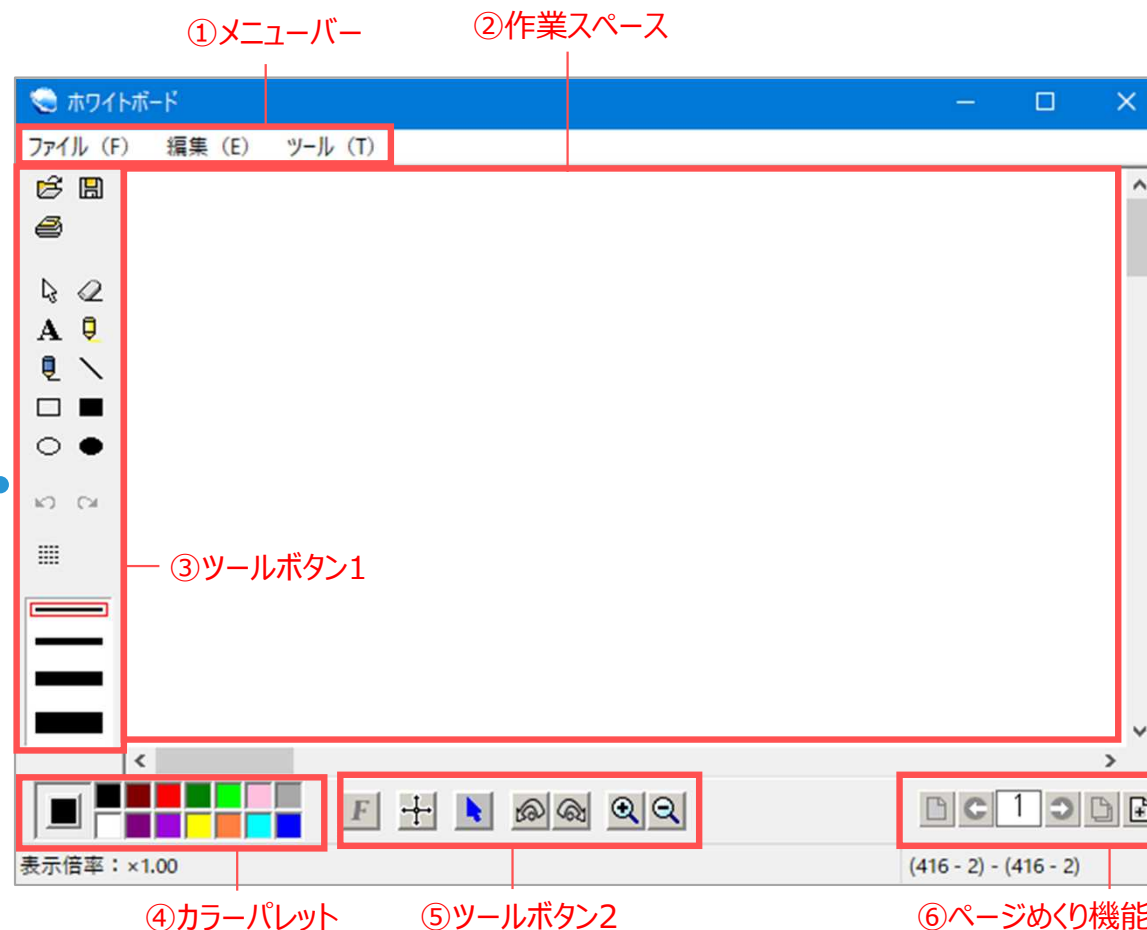 ①メニューバー
②作業スペース
ホワイトボード
ファイル (F) 編集 (E) ツール (T)
A
③ツールボタン1
F
1
表示倍率：×1.00
(416 - 2) - (416 - 2)
④カラーパレット
⑤ツールボタン2
⑥ページめくり機能